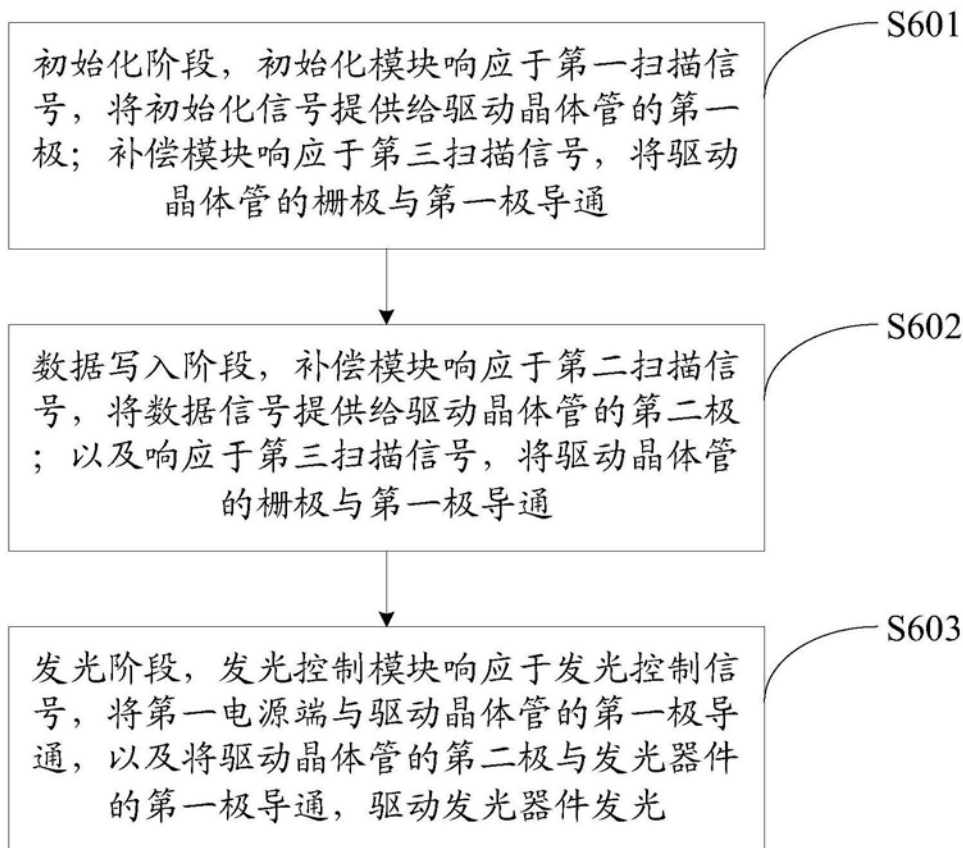 S601
初始化阶段，初始化模块响应于第一扫描信
号，将初始化信号提供给驱动晶体管的第一
极；补偿模块响应于第三扫描信号，将驱动
晶体管的栅极与第一极导通
S602
数据写入阶段，补偿模块响应于第二扫描信
号，将数据信号提供给驱动晶体管的第二极
；以及响应于第三扫描信号，将驱动晶体管
的栅极与第一极导通
S603
发光阶段，发光控制模块响应于发光控制信
号，将第一电源端与驱动晶体管的第一极导
通，以及将驱动晶体管的第二极与发光器件
的第一极导通，驱动发光器件发光